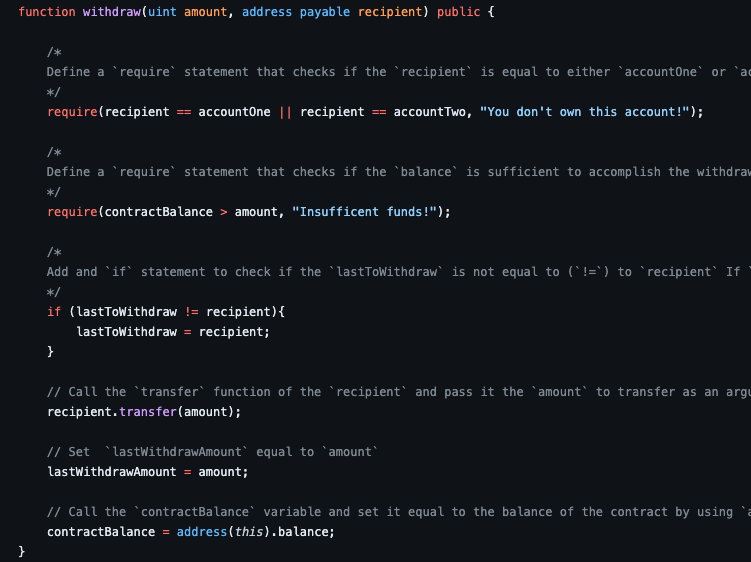 function withdraw(uint amount, address payable recipient) public {
/*
Define a `require` statement that checks if the `recipient` is equal to either `accountOne` or
*/
require(recipient == accountOne || recipient == accountTwo, "You don't own this account!");
/*
Define a `require` statement that checks if the `balance` is sufficient to accomplish the
*/
require(contractBalance > amount, "Insufficent funds!");
/*
Add and `if` statement to check if the `lastToWithdraw` is not equal to (`!=`) to `recipient` If
*/
if (lastToWithdraw != recipient){
lastToWithdraw = recipient;
}
// Call the `transfer` function of the `recipient` and pass it the `amount` to transfer as an
recipient.transfer(amount);
// Set  `lastWithdrawAmount` equal to `amount`
lastWithdrawAmount = amount;
// Call the `contractBalance` variable and set it equal to the balance of the contract by using
contractBalance = address(this).balance;
}